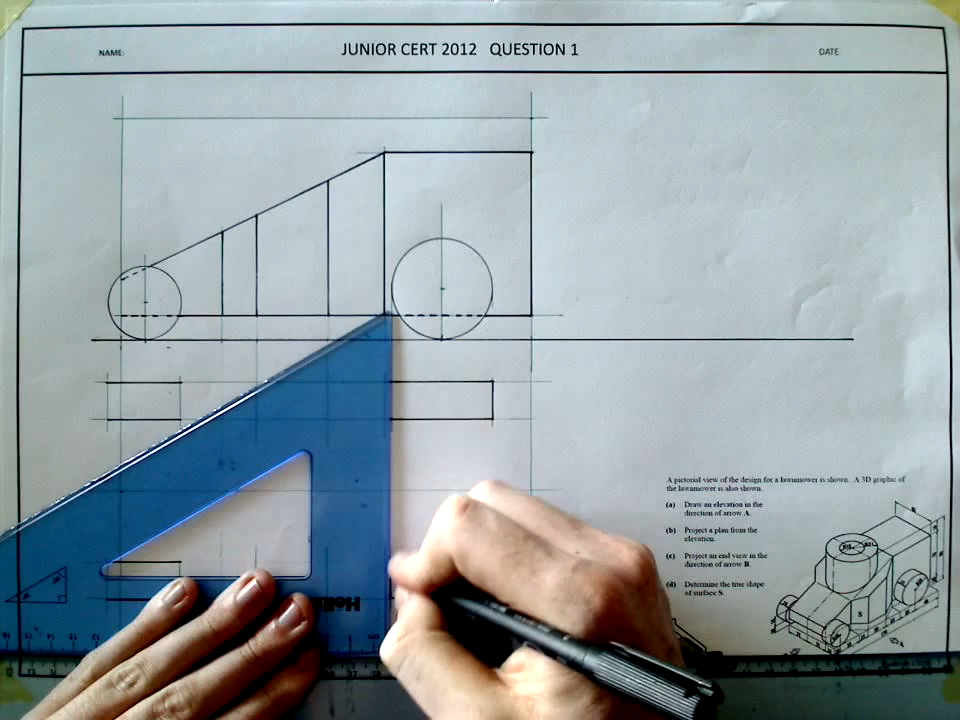 NAME:
JUNIOR CERT 2012 QUESTION 1
DATE
A pictorial view of the design for a lawnmower is shown. A 3D graphic of
the lawnmower is also shown.
(a) Draw an elevation in the
direction of arrow A.
(b) Project a plan from the
elevation.
(c) Project an end view in the
direction of arrow B.
(d) Determine the true shape
of surface S.
S
cm